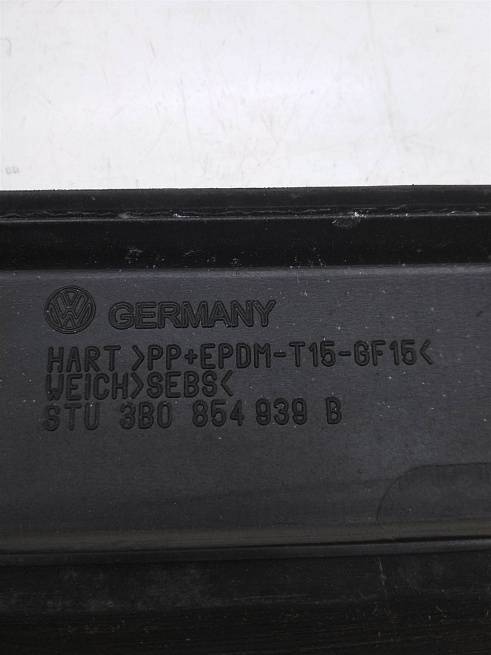 GERMANY
HART >PP+EPDM-T15-GF15<
WEICH>SEBS<
STU 3B0 854 939 B